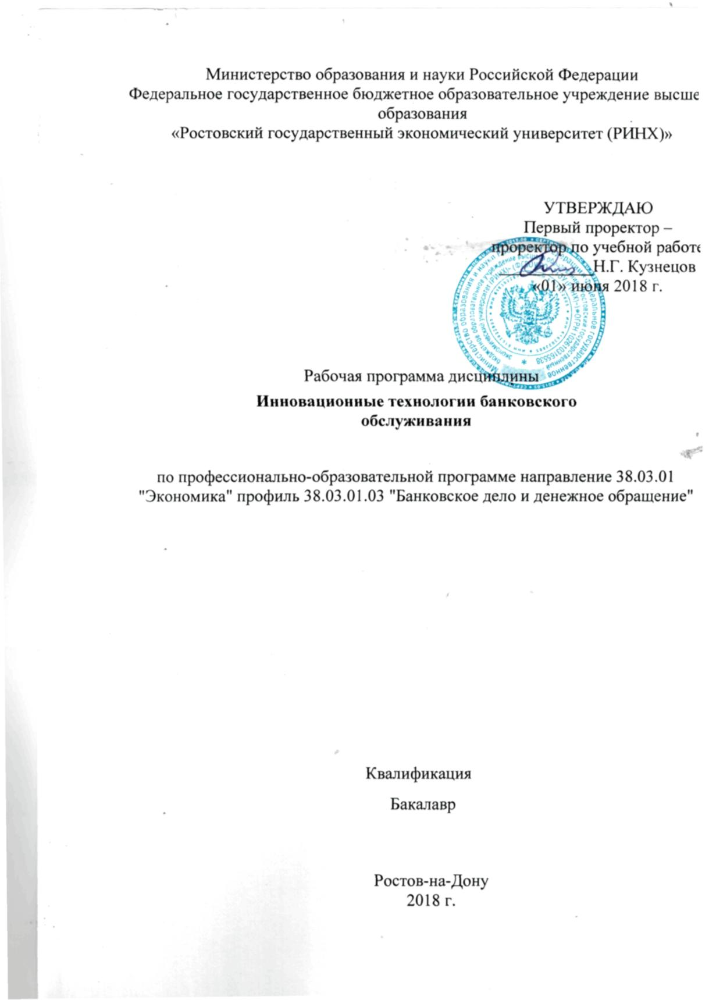 Министерство образования и науки Российской Федерации
Федеральное государственное бюджетное образовательное учреждение высше
образования
«Ростовский государственный экономический университет (РИНХ)»
УТВЕРЖДАЮ
Первый проректор –
проректор по учебной работе
Н.Г. Кузнецов
«01» июня 2018 г.
Рабочая программа дисциплины
Инновационные технологии банковского
обслуживания
по профессионально-образовательной программе направление 38.03.01
"Экономика" профиль 38.03.01.03 "Банковское дело и денежное обращение"
Квалификация
Бакалавр
Ростов-на-Дону
2018 г.